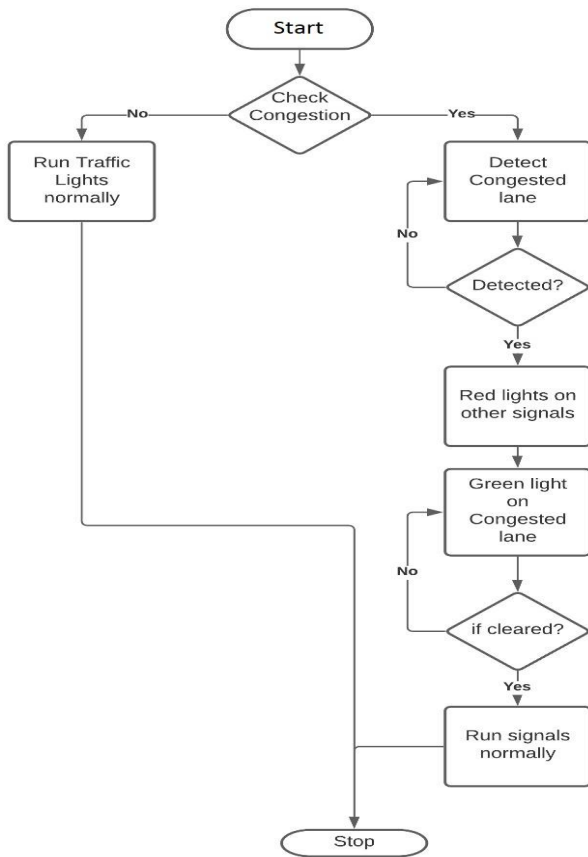 Start
Check
Congestion
No
Yes
Run Traffic
Lights
normally
Detect
Congested
lane
No
Detected?
Yes
Red lights on
other signals
Green light
on
Congested
lane
No
if cleared?
Yes
Run signals
normally
Stop